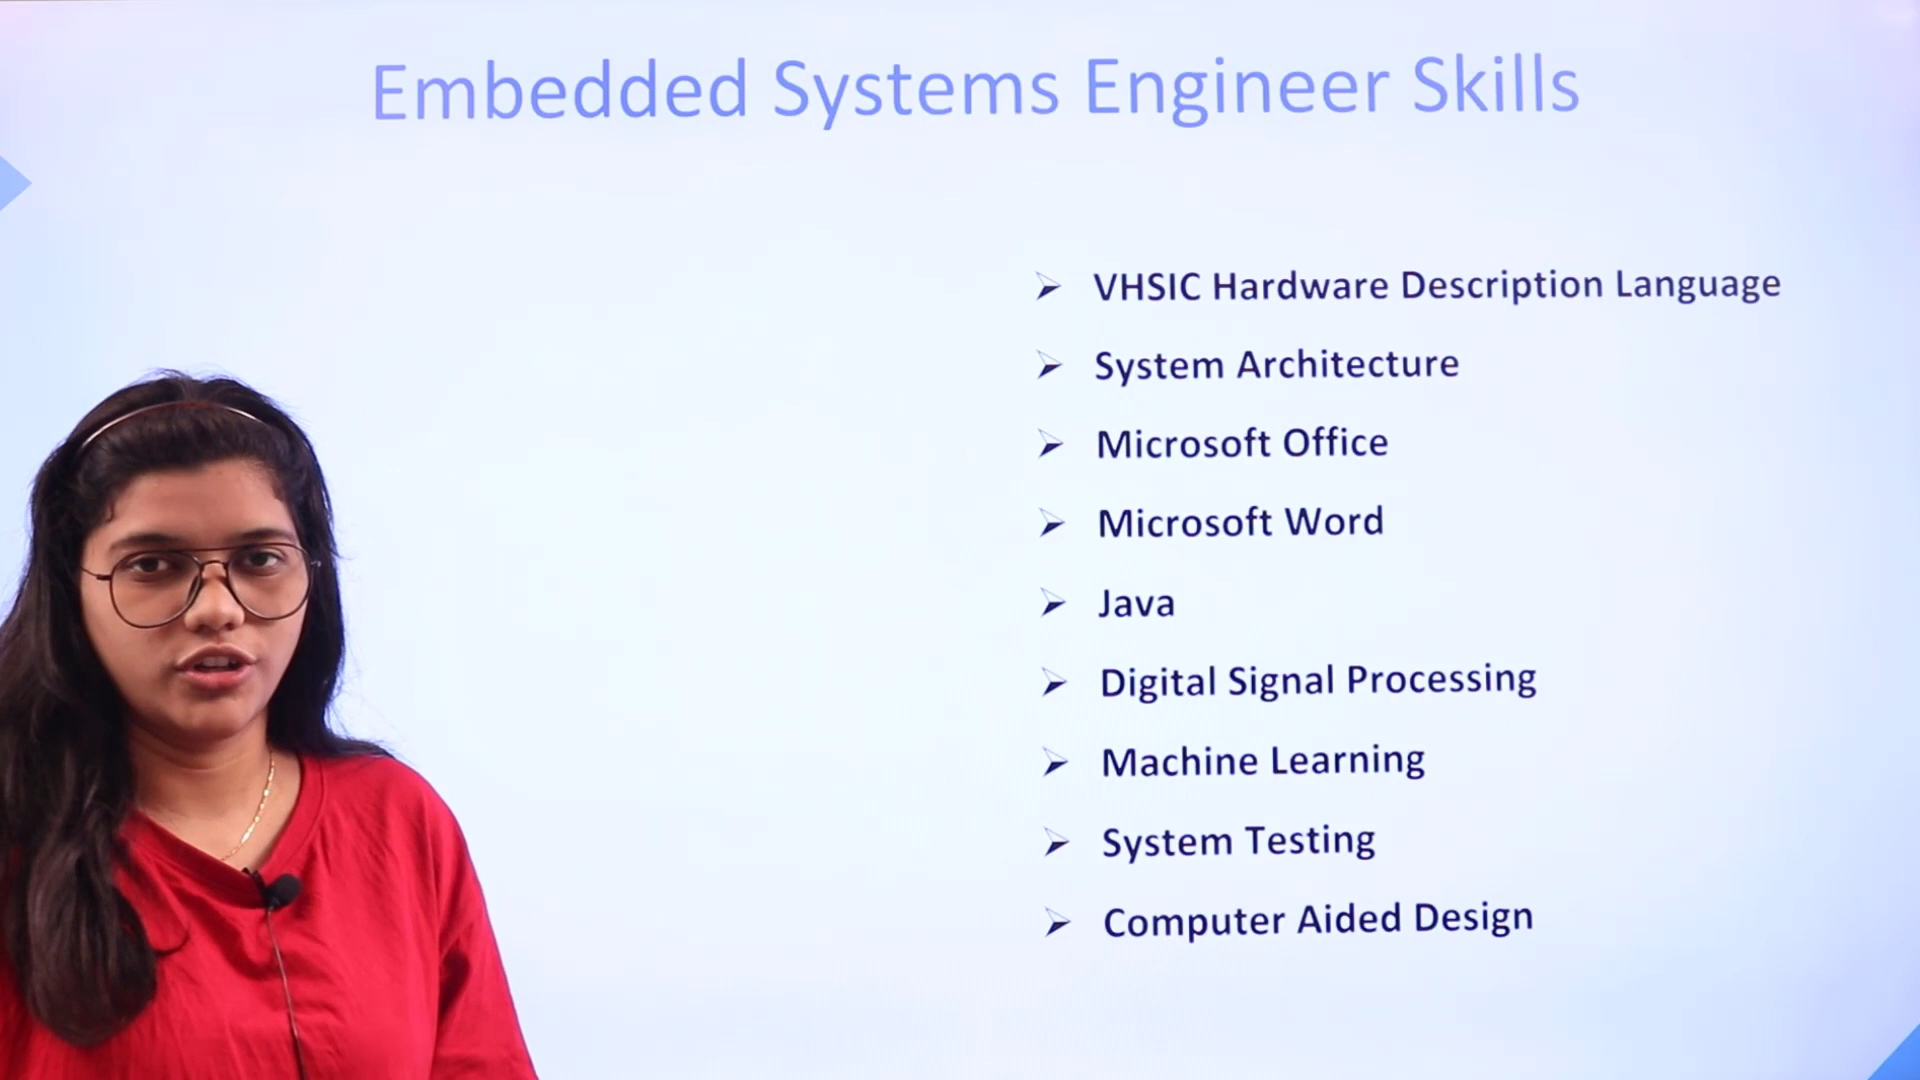 Embedded Systems Engineer Skills
VHSIC Hardware Description Language
System Architecture
Microsoft Office
Microsoft Word
Java
Digital Signal Processing
Machine Learning
System Testing
Computer Aided Design